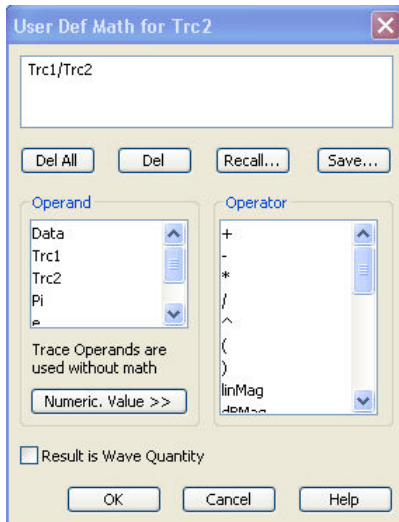 User Def Math for Trc2
Trc1/Trc2
Del All Del Recall... Save...
Operand
Data
Trc1
Trc2
Pi
e
Trace Operands are
used without math
Numeric. Value >>
Operator
+
-
*
/
^
(
)
linMag
dBMag
Result is Wave Quantity
OK Cancel Help